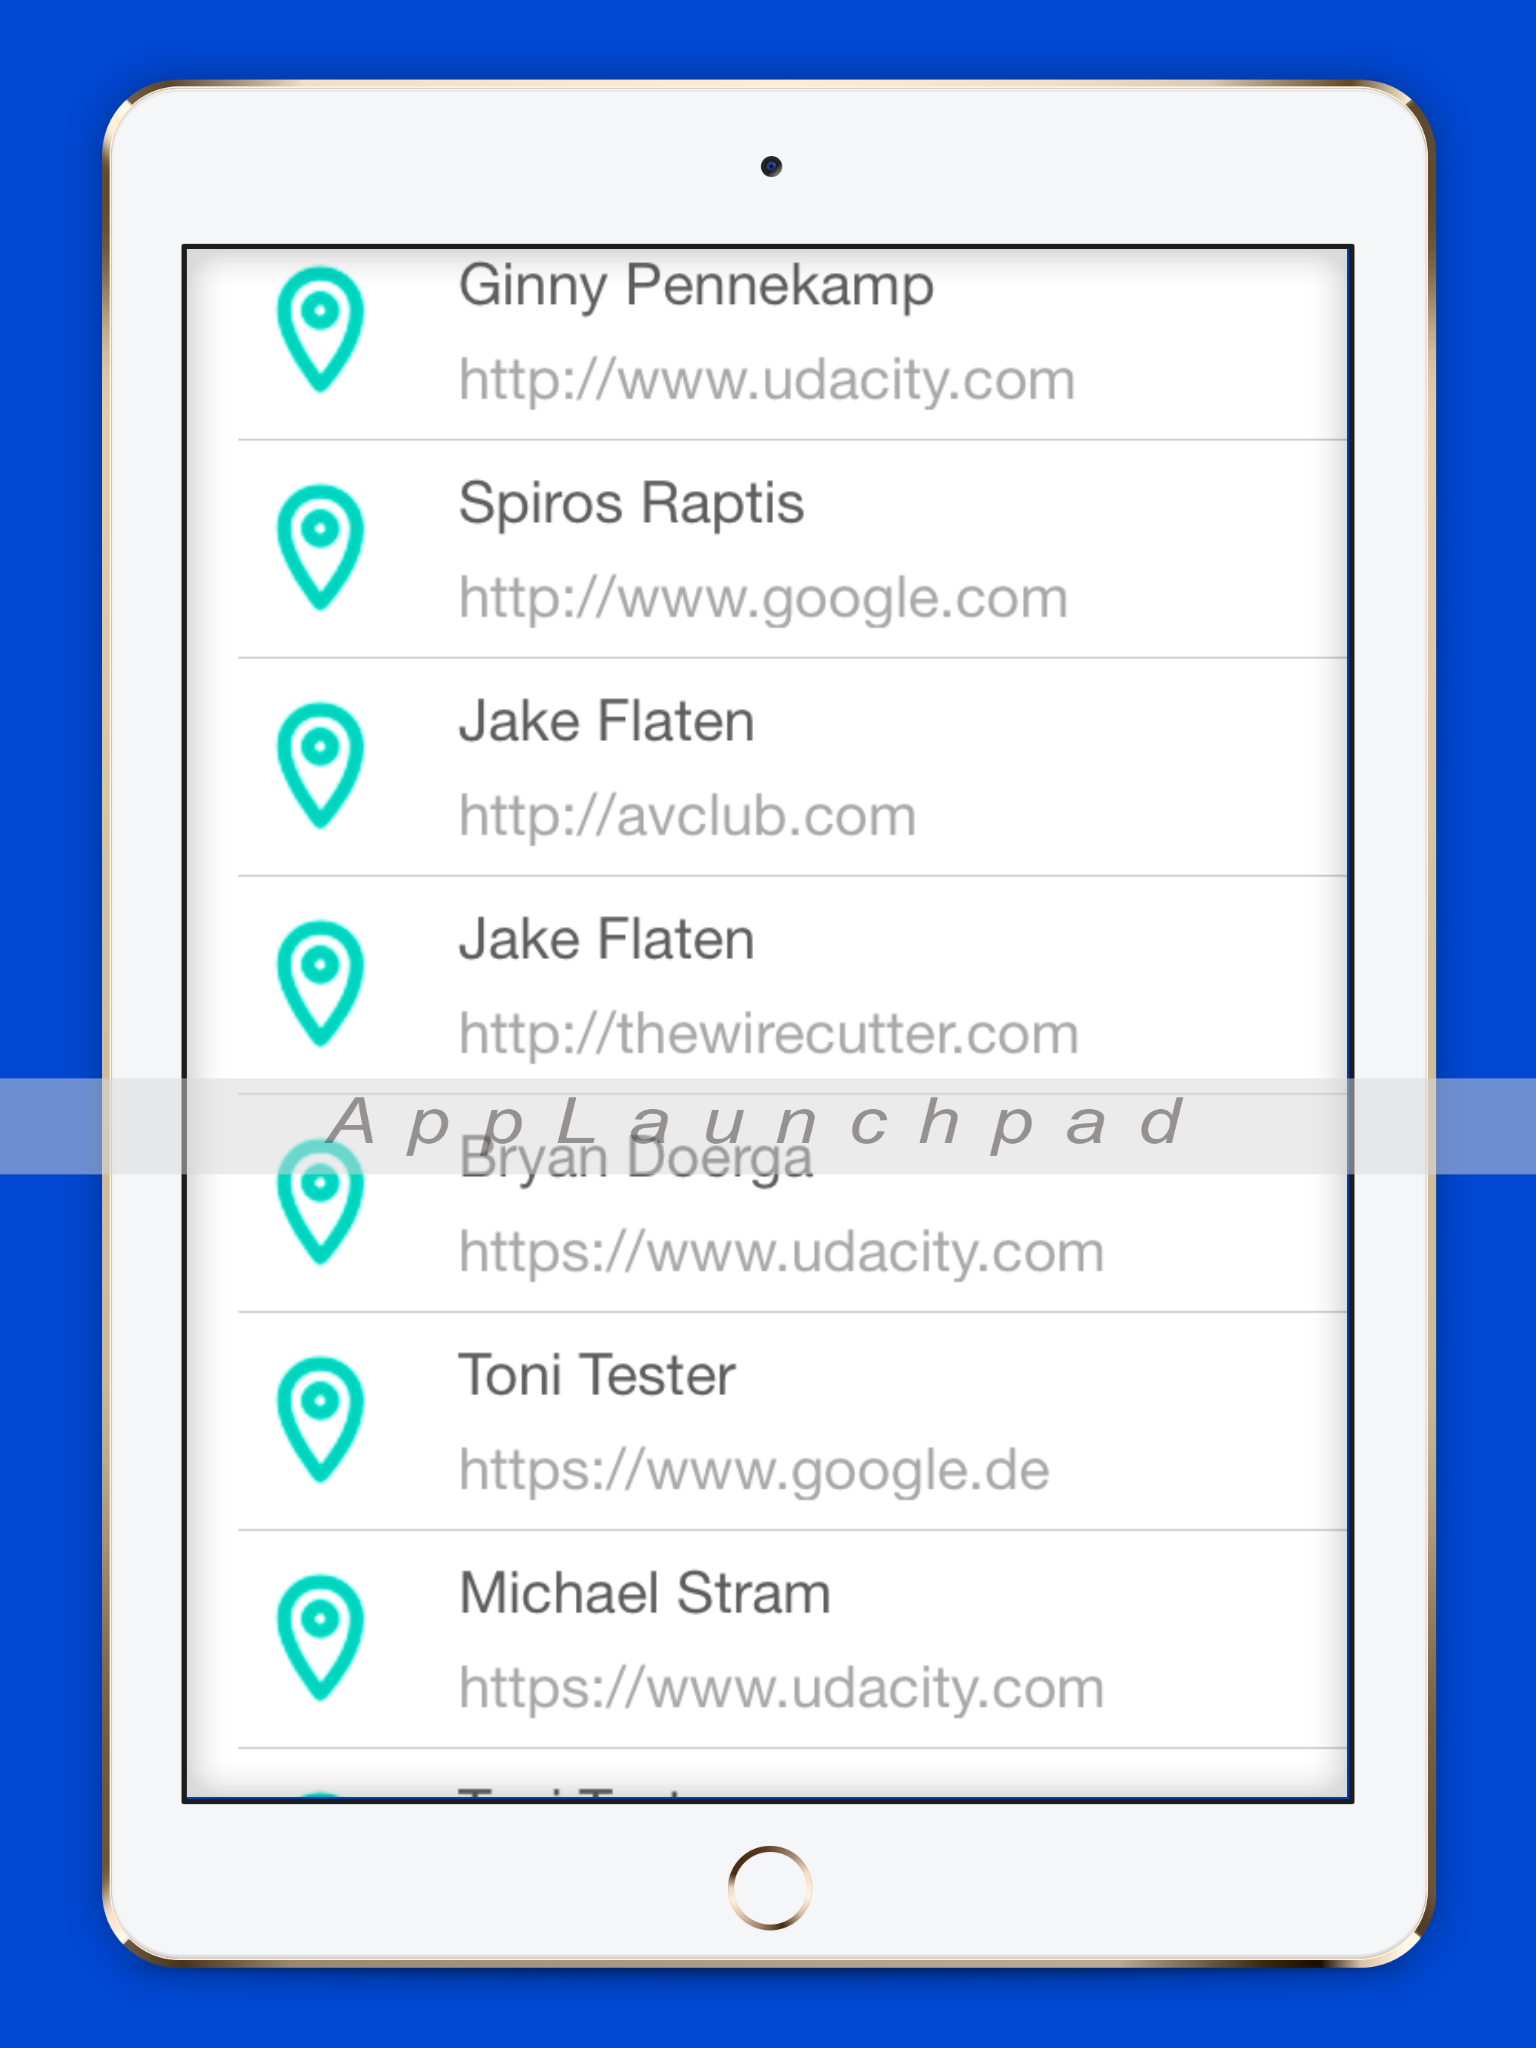 Ginny Pennekamp
http://www.udacity.com
Spiros Raptis
http://www.google.com
Jake Flaten
http://avclub.com
Jake Flaten
http://thewirecutter.com
AppLaunchpad
Bryan Doerga
https://www.udacity.com
Toni Tester
https://www.google.de
Michael Stram
https://www.udacity.com